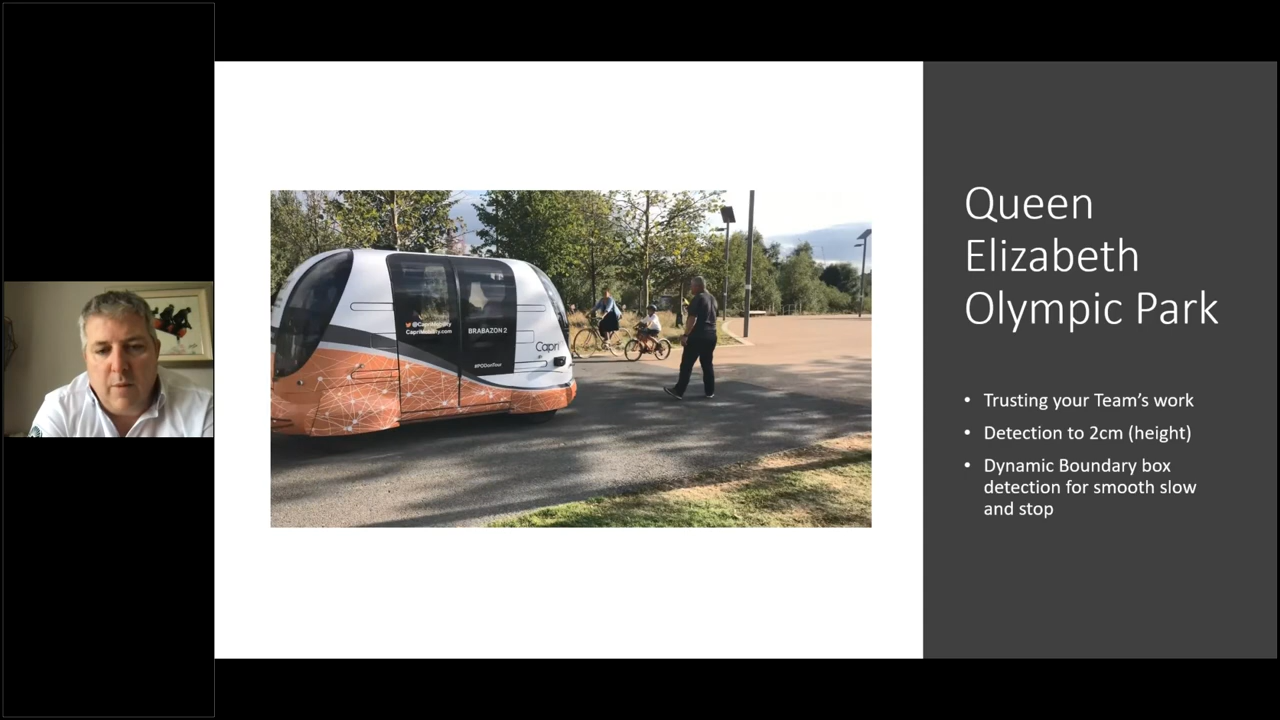 @CapriMobility
CapriMobility.com
BRABAZON 2
Capri
#PODonTour
Queen
Elizabeth
Olympic Park
• Trusting your Team's work
• Detection to 2cm (height)
• Dynamic Boundary box
detection for smooth slow
and stop